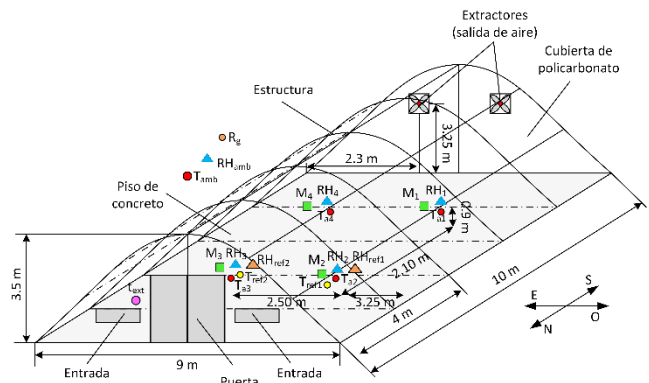 Extractores
(salida de aire)
Cubierta de
policarbonato
Estructura
Rg
RHamb
Tamb
3.25 m
2.3 m
Piso de
concreto
M4 RH4
Ta4
M1 RH1
Ta1
0.9 m
3.5 m
M3 RH3 RHref2
Tref2
Ta3
M2 RH2 RHref1
Tref1 Ta2
text
2.10 m
2.50 m
3.25 m
10 m
4 m
S
E
O
N
9 m
Entrada
Puerta
Entrada